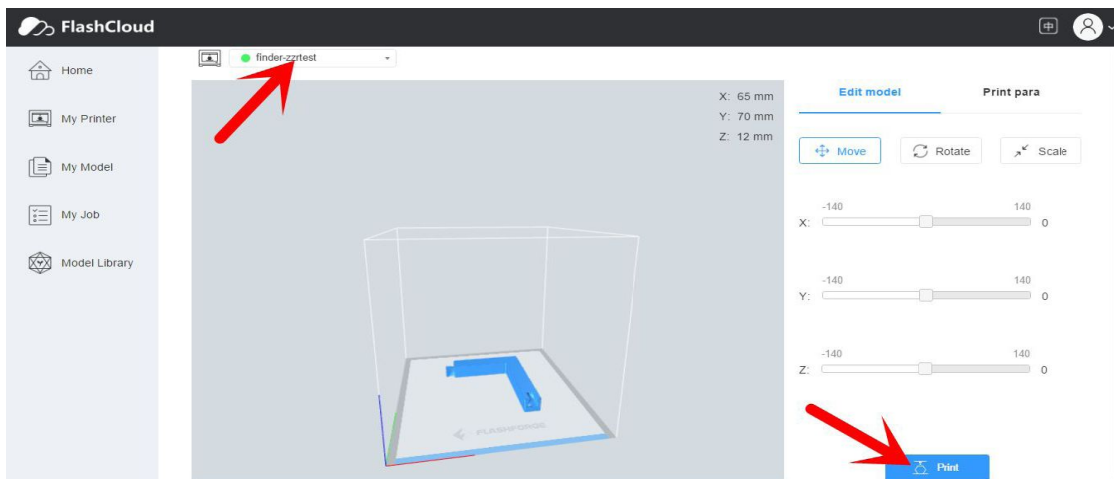 FlashCloud
中
Home
My Printer
My Model
My Job
Model Library
finder-zzrtest
X: 65 mm
Y: 70 mm
Z: 12 mm
FLASHFORGE
Edit model Print para
Move Rotate Scale
-140 140
X: 0
-140 140
Y: 0
-140 140
Z: 0
Print